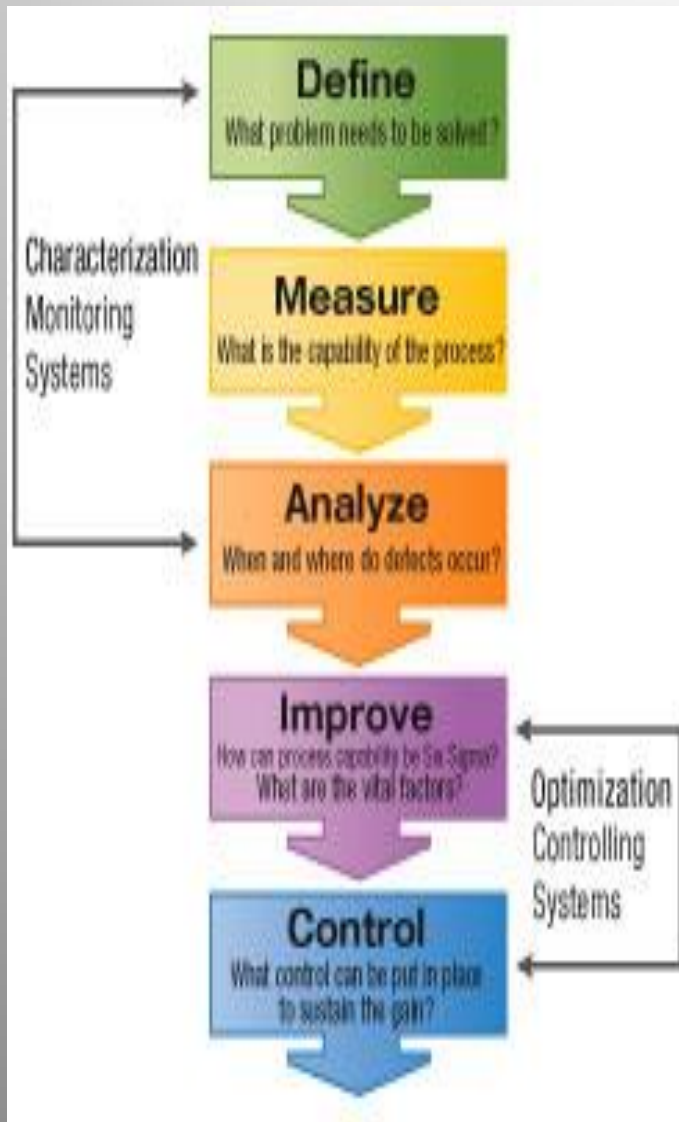 Define
What problem needs to be solved?
Characterization
Monitoring
Systems
Measure
What is the capability of the process?
Analyze
When and where do defects occur?
Improve
How can process capability be Six Sigma?
What are the vital factors?
Optimization
Controlling
Systems
Control
What control can be put in place
to sustain the gain?